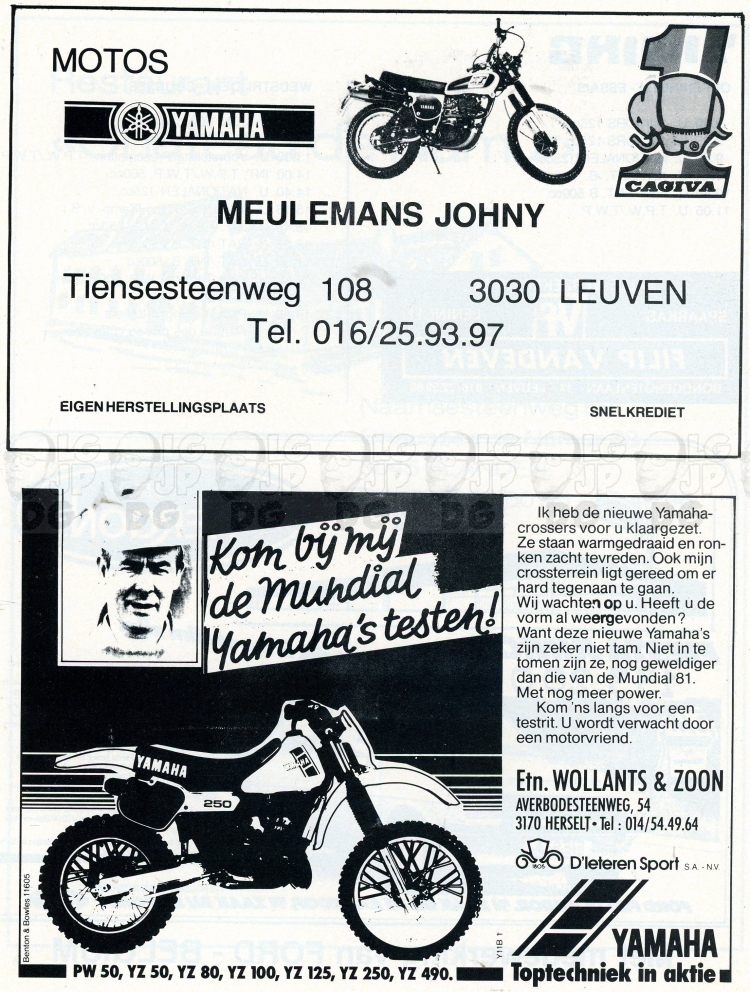 MOTOS
YAMAHA
1
CAGIVA
MEULEMANS JOHNY
Tiensesteenweg 108 3030 LEUVEN
Tel. 016/25.93.97
EIGEN HERSTELLINGSPLAATS SNELKREDIET
LGJP DG
Kom bij mij
de Mundial
Yamaha's testen!
YAMAHA
250
Benton & Bowles 11605
Y11B1
PW 50, YZ 50, YZ 80, YZ 100, YZ 125, YZ 250, YZ 490.
Ik heb de nieuwe Yamaha-
crossers voor u klaargezet.
Ze staan warmgedraaid en ron-
ken zacht tevreden. Ook mijn
crossterrein ligt gereed om er
hard tegenaan te gaan.
Wij wachten op u. Heeft u de
vorm al weergevonden?
Want deze nieuwe Yamaha's
zijn zeker niet tam. Niet in te
tomen zijn ze, nog geweldiger
dan die van de Mundial 81.
Met nog meer power.
Kom 'ns langs voor een
testrit. U wordt verwacht door
een motorvriend.
Etn. WOLLANTS & ZOON
AVERBODESTEENWEG, 54
3170 HERSELT • Tel : 014/54.49.64
1805 D'Ieteren Sport S.A. - N.V.
YAMAHA
Toptechniek in aktie